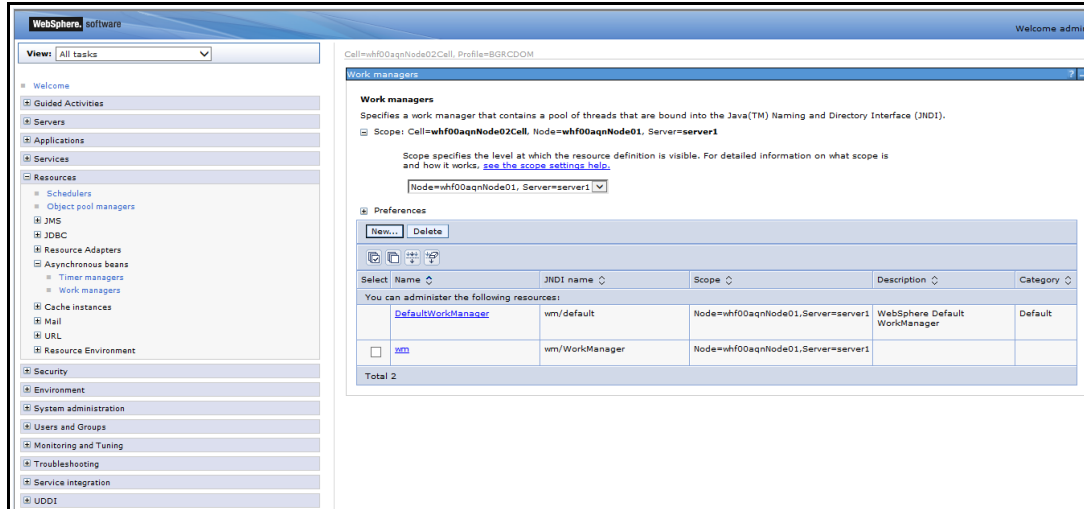 WebSphere. software
Welcome admi
View: All tasks
Welcome
Guided Activities
Servers
Applications
Services
Resources
Schedulers
Object pool managers
JMS
JDBC
Resource Adapters
Asynchronous beans
Timer managers
Work managers
Cache instances
Mail
URL
Resource Environment
Security
Environment
System administration
Users and Groups
Monitoring and Tuning
Troubleshooting
Service integration
UDDI
Cell=whf00aqnNode02Cell, Profile=BGRCDOM
Work managers ?
Work managers
Specifies a work manager that contains a pool of threads that are bound into the Java(TM) Naming and Directory Interface (JNDI).
Scope: Cell=whf00aqnNode02Cell, Node=whf00aqnNode01, Server=server1
Scope specifies the level at which the resource definition is visible. For detailed information on what scope is
and how it works, see the scope settings help.
Node=whf00aqnNode01, Server=server1
Preferences
New... Delete
Select Name JNDI name Scope Description Category
You can administer the following resources:
DefaultWorkManager wm/default Node=whf00aqnNode01,Server=server1 WebSphere Default Default
WorkManager
wm wm/WorkManager Node=whf00aqnNode01,Server=server1
Total 2